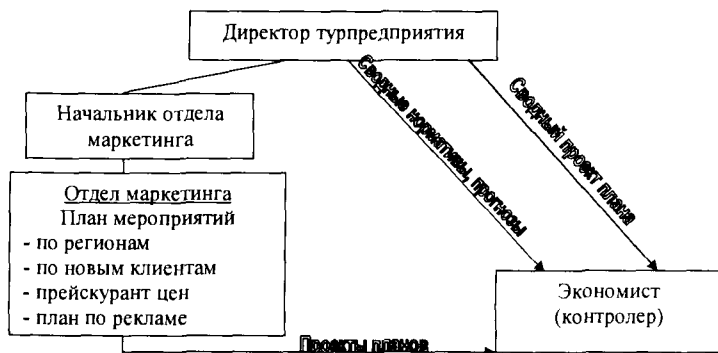 Директор турпредприятия
Начальник отдела
маркетинга
Сводные нормативы, прогнозы
Сводный проект плана
Отдел маркетинга
План мероприятий
- по регионам
- по новым клиентам
- прейскурант цен
- план по рекламе
Экономист
(контролер)
Проекты планов